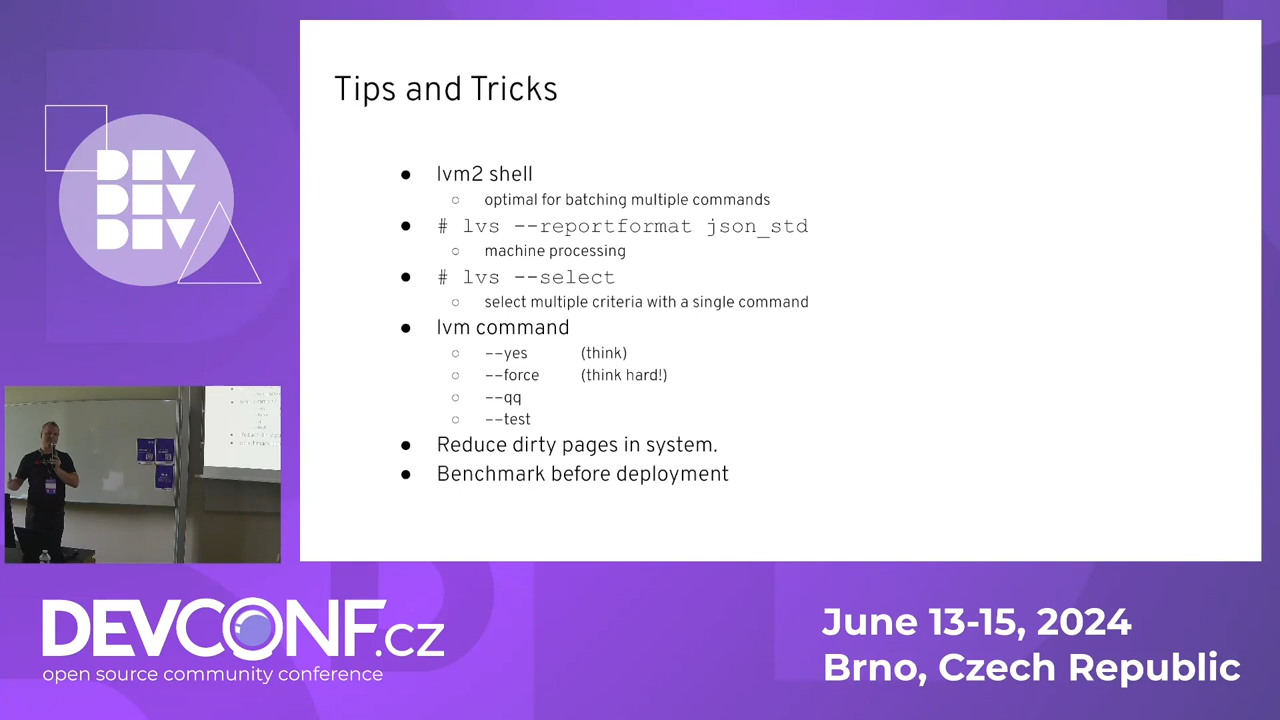 DEV
DEV
DEV
Tips and Tricks
● lvm2 shell
○ optimal for batching multiple commands
● # lvs --reportformat json_std
○ machine processing
● # lvs --select
○ select multiple criteria with a single command
● lvm command
○ --yes (think)
○ --force (think hard!)
○ --qq
○ --test
● Reduce dirty pages in system.
● Benchmark before deployment
DEVCONF.cz
open source community conference
June 13-15, 2024
Brno, Czech Republic